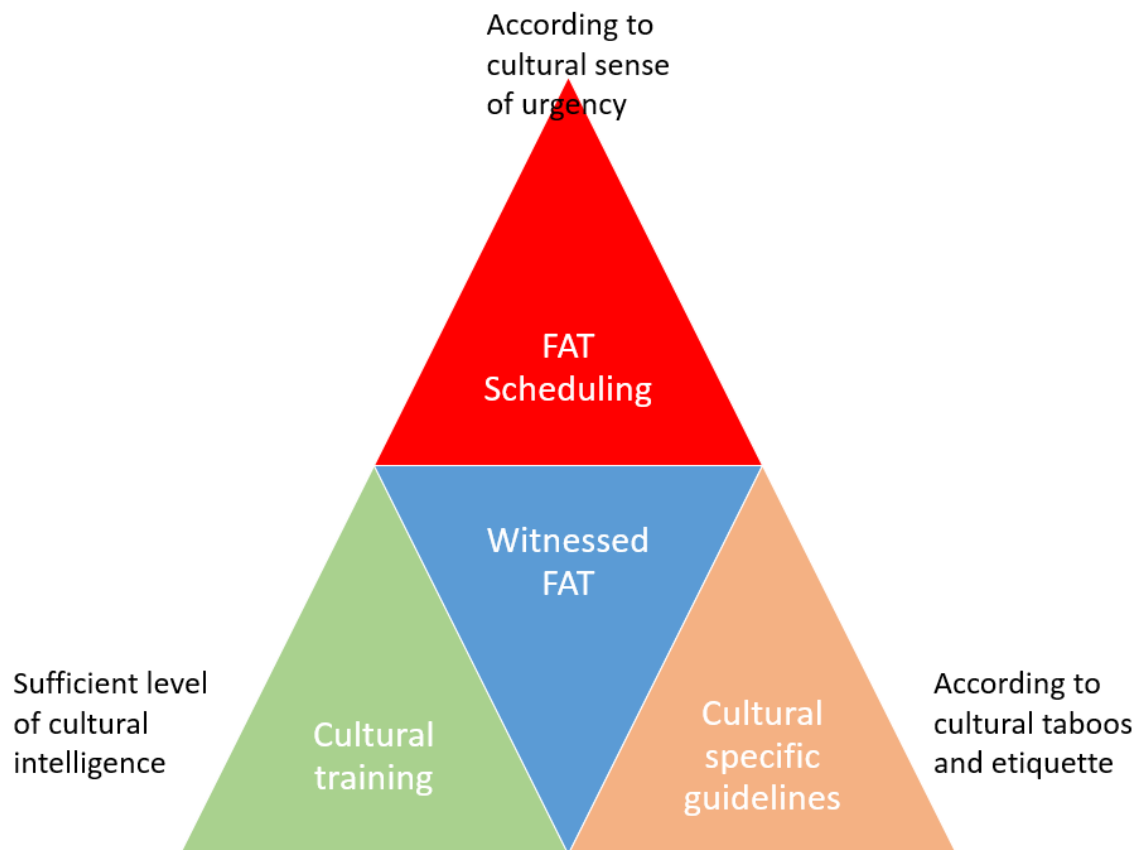 According to
cultural sense
of urgency
FAT
Scheduling
Witnessed
FAT
Sufficient level
of cultural
intelligence
Cultural
training
Cultural
specific
guidelines
According to
cultural taboos
and etiquette